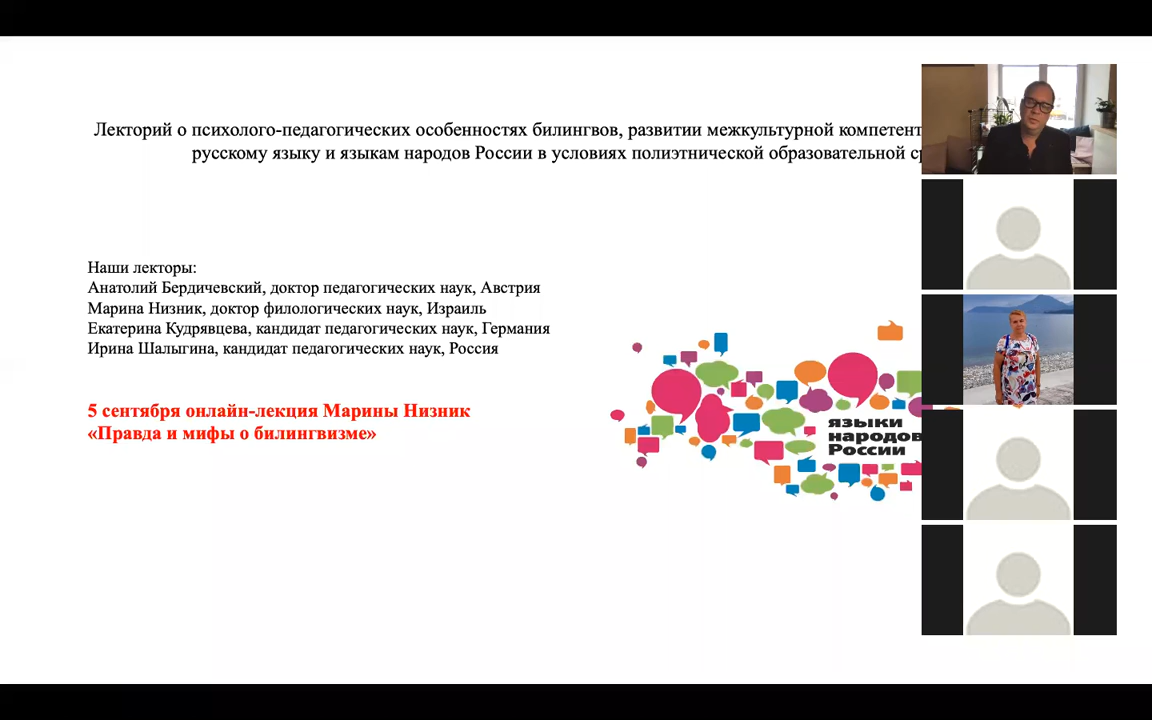 Лекторий о психолого-педагогических особенностях билингвов, развитии межкультурной
русскому языку и языкам народов России в условиях полиэтнической образовательной
Наши лекторы:
Анатолий Бердичевский, доктор педагогических наук, Австрия
Марина Низник, доктор филологических наук, Израиль
Екатерина Кудрявцева, кандидат педагогических наук, Германия
Ирина Шалыгина, кандидат педагогических наук, Россия
5 сентября онлайн-лекция Марины Низник
«Правда и мифы о билингвизме»
языки
народов
России